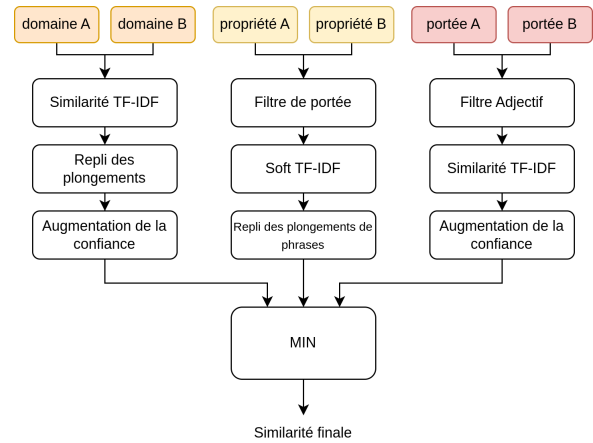 domaine A
domaine B
propriété A
propriété B
portée A
portée B
Similarité TF-IDF
Filtre de portée
Filtre Adjectif
Repli des
plongements
Soft TF-IDF
Similarité TF-IDF
Augmentation de la
confiance
Repli des plongements de
phrases
Augmentation de la
confiance
MIN
Similarité finale